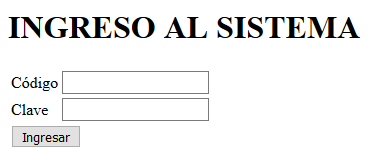 INGRESO AL SISTEMA
Código
Clave
Ingresar